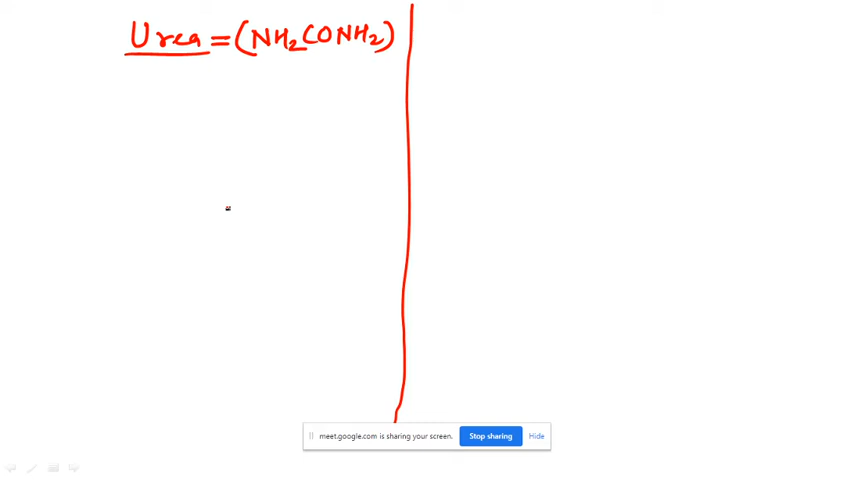 Urea = (NH₂CONH₂)
meet.google.com is sharing your screen. Stop sharing Hide